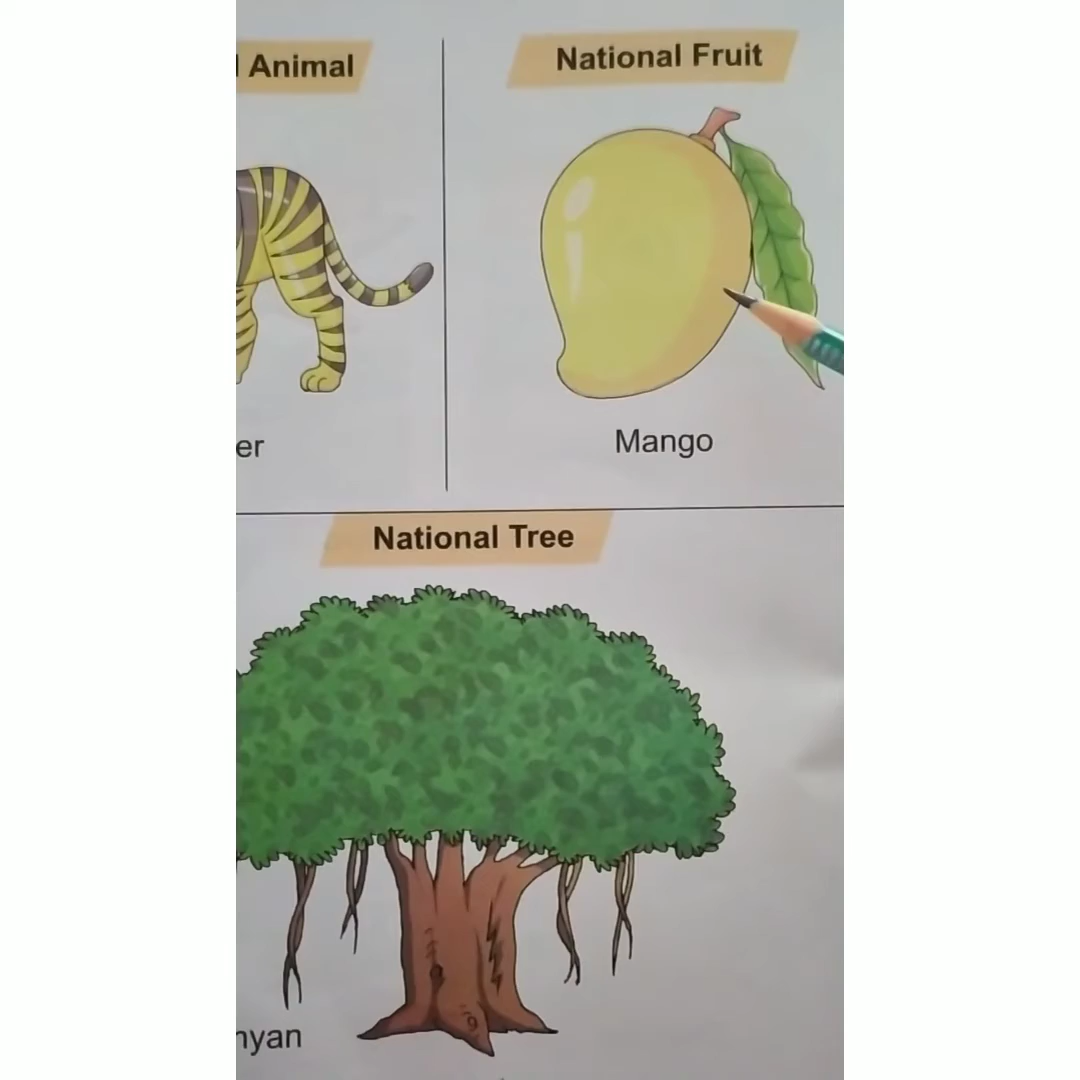 Animal
National Fruit
er
Mango
National Tree
nyan